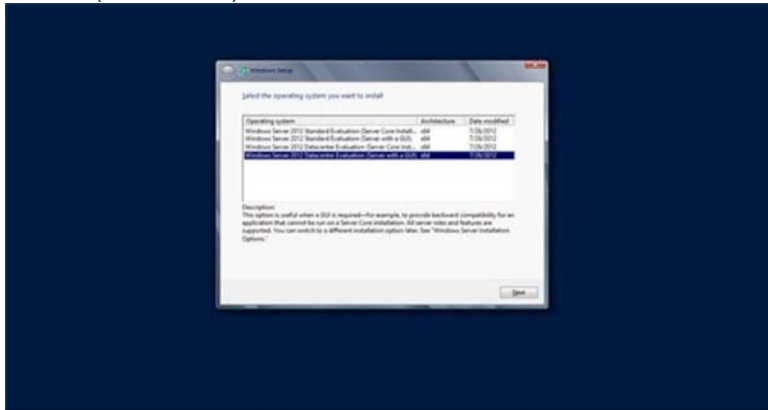 Windows Setup
Select the operating system you want to install
Operating system Architecture Date modified
Windows Server 2012 Standard Evaluation (Server Core Install... x64 7/26/2012
Windows Server 2012 Standard Evaluation (Server with a GUI) x64 7/26/2012
Windows Server 2012 Datacenter Evaluation (Server Core Inst... x64 7/26/2012
Windows Server 2012 Datacenter Evaluation (Server with a GUI) x64 7/26/2012
Description:
This option is useful when a GUI is required—for example, to provide backward compatibility for an
application that cannot be run on a Server Core installation. All server roles and features are
supported. You can switch to a different installation option later. See "Windows Server Installation
Options."
Next